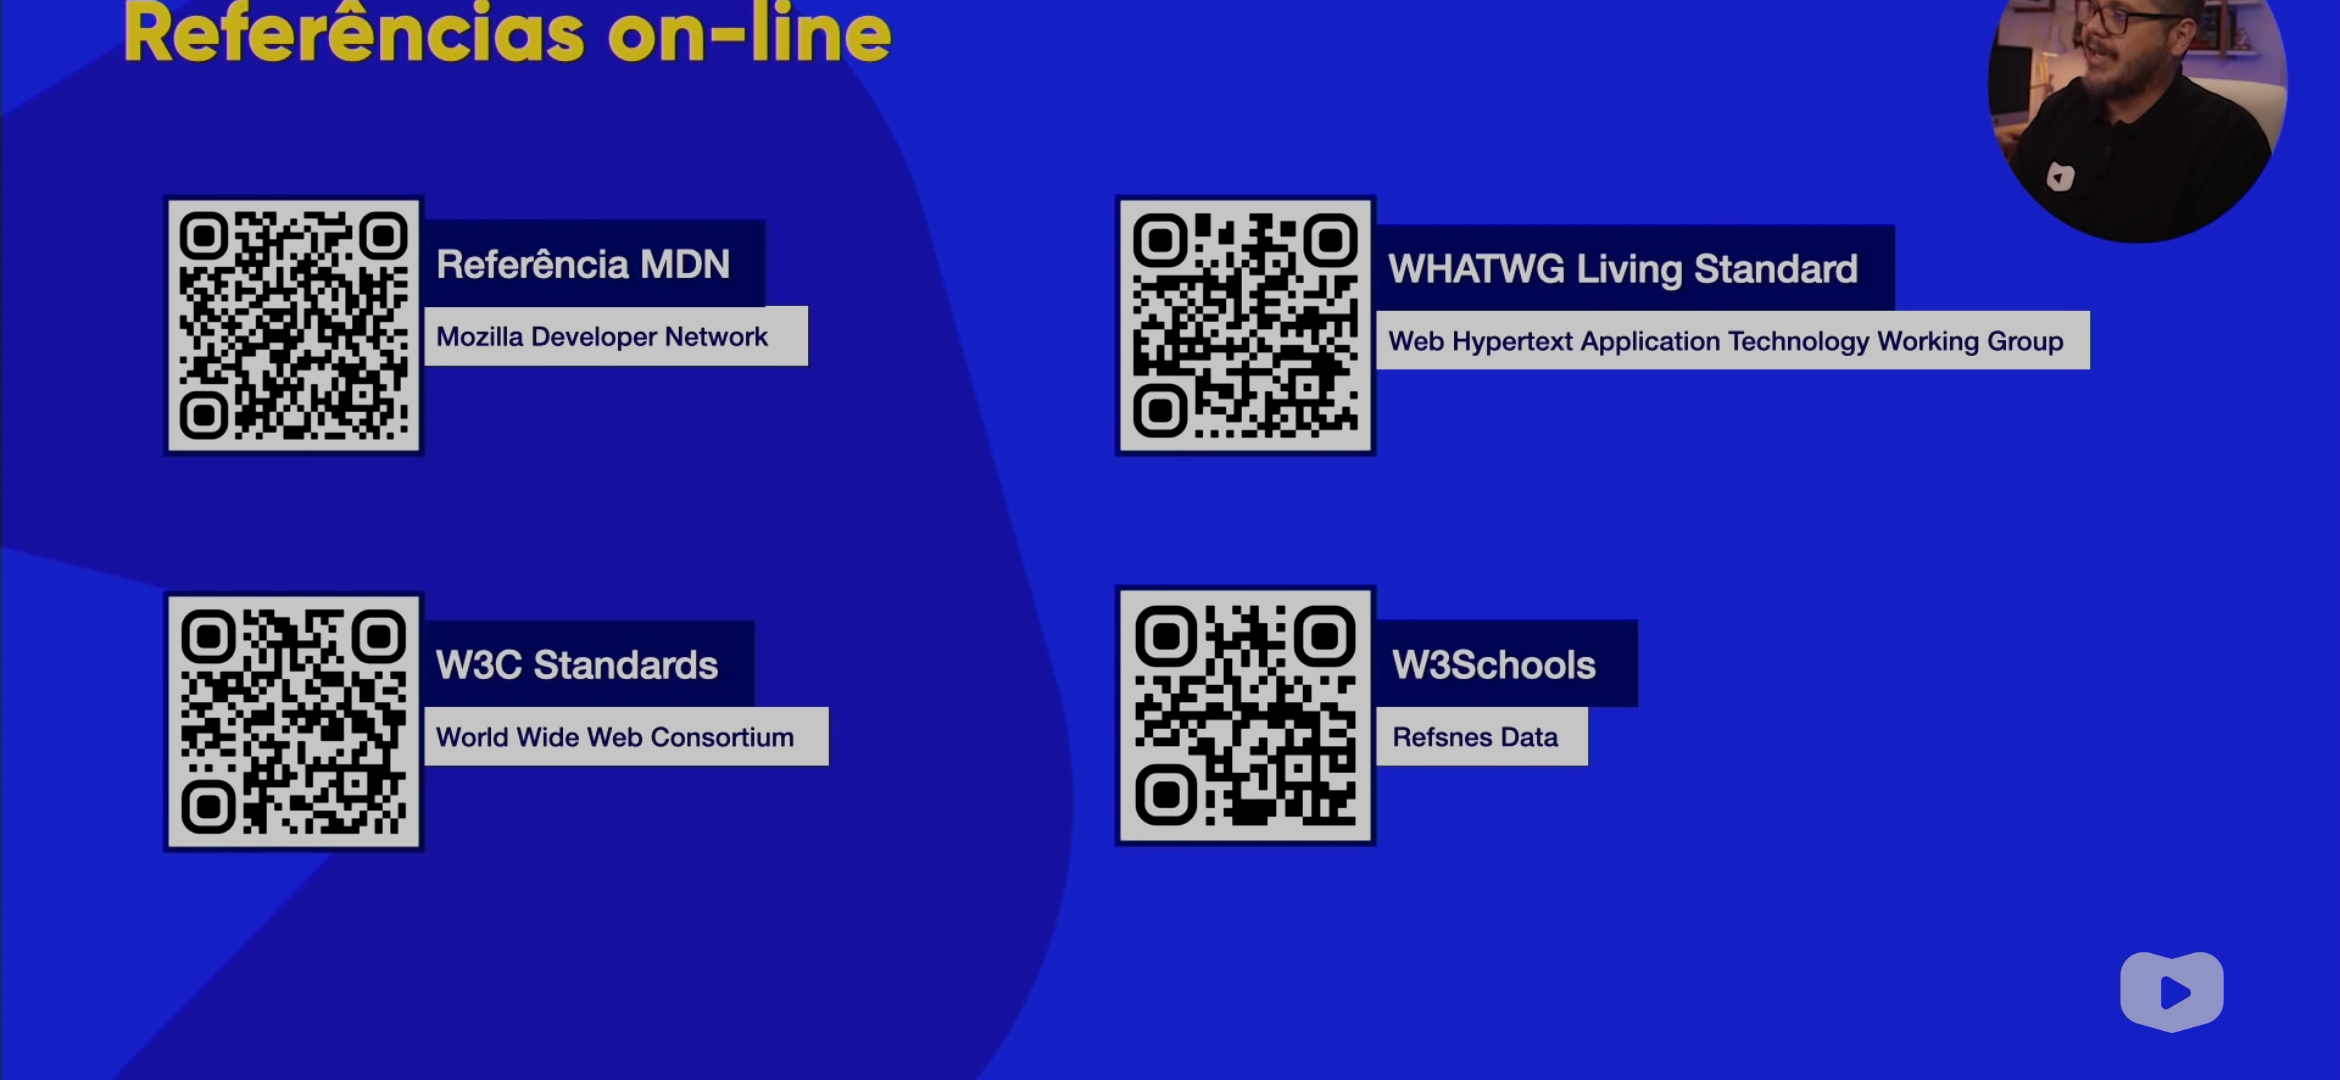 Referências on-line
Referência MDN
Mozilla Developer Network
WHATWG Living Standard
Web Hypertext Application Technology Working Group
W3C Standards
World Wide Web Consortium
W3Schools
Refsnes Data